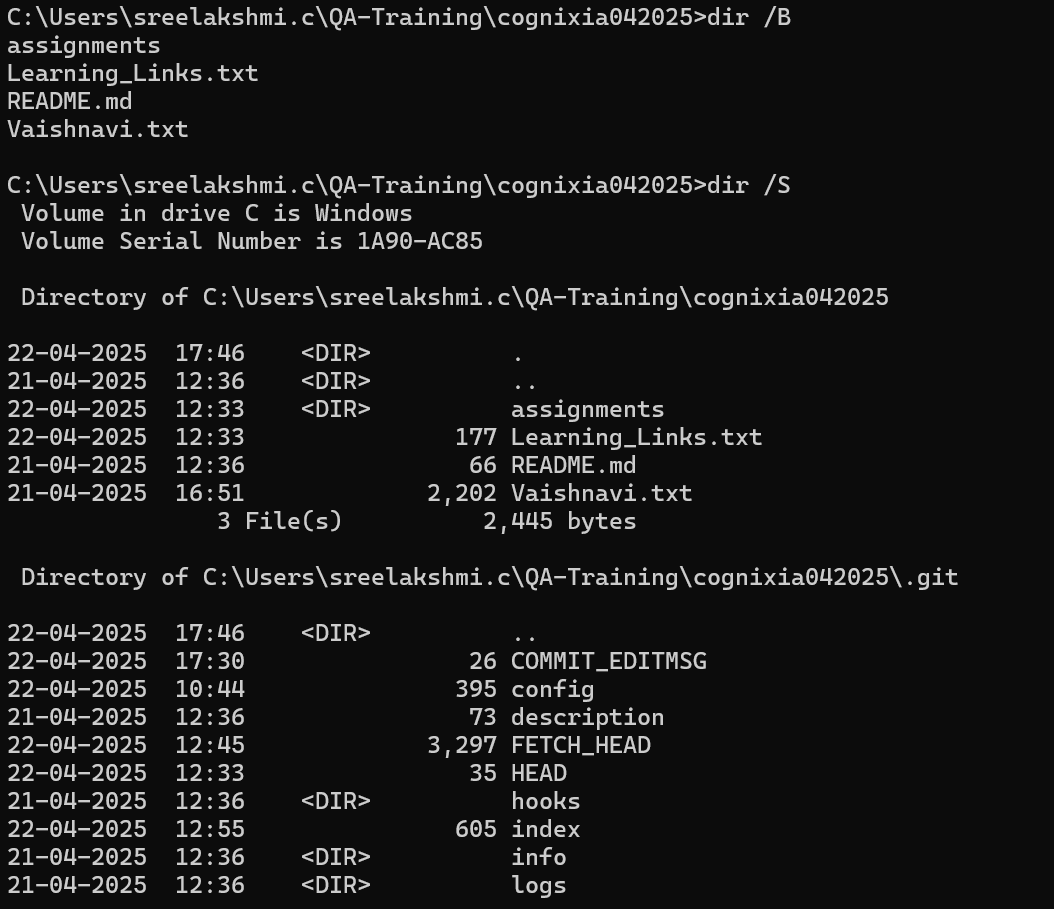 C:\Users\sreelakshmi.c\QA-Training\cognixia042025>dir /B
assignments
Learning_Links.txt
README.md
Vaishnavi.txt

C:\Users\sreelakshmi.c\QA-Training\cognixia042025>dir /S
 Volume in drive C is Windows
 Volume Serial Number is 1A90-AC85

 Directory of C:\Users\sreelakshmi.c\QA-Training\cognixia042025

22-04-2025  17:46    <DIR>          .
21-04-2025  12:36    <DIR>          ..
22-04-2025  12:33    <DIR>          assignments
22-04-2025  12:33               177 Learning_Links.txt
21-04-2025  12:36                66 README.md
21-04-2025  16:51             2,202 Vaishnavi.txt
               3 File(s)          2,445 bytes

 Directory of C:\Users\sreelakshmi.c\QA-Training\cognixia042025\.git

22-04-2025  17:46    <DIR>          ..
22-04-2025  17:30                26 COMMIT_EDITMSG
22-04-2025  10:44               395 config
21-04-2025  12:36                73 description
22-04-2025  12:45             3,297 FETCH_HEAD
22-04-2025  12:33                35 HEAD
21-04-2025  12:36    <DIR>          hooks
22-04-2025  12:55               605 index
21-04-2025  12:36    <DIR>          info
21-04-2025  12:36    <DIR>          logs